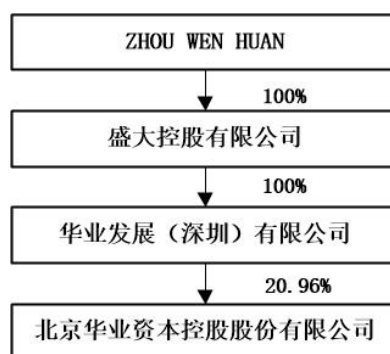 ZHOU WEN HUAN
100%
盛大控股有限公司
100%
华业发展（深圳）有限公司
20.96%
北京华业资本控股股份有限公司